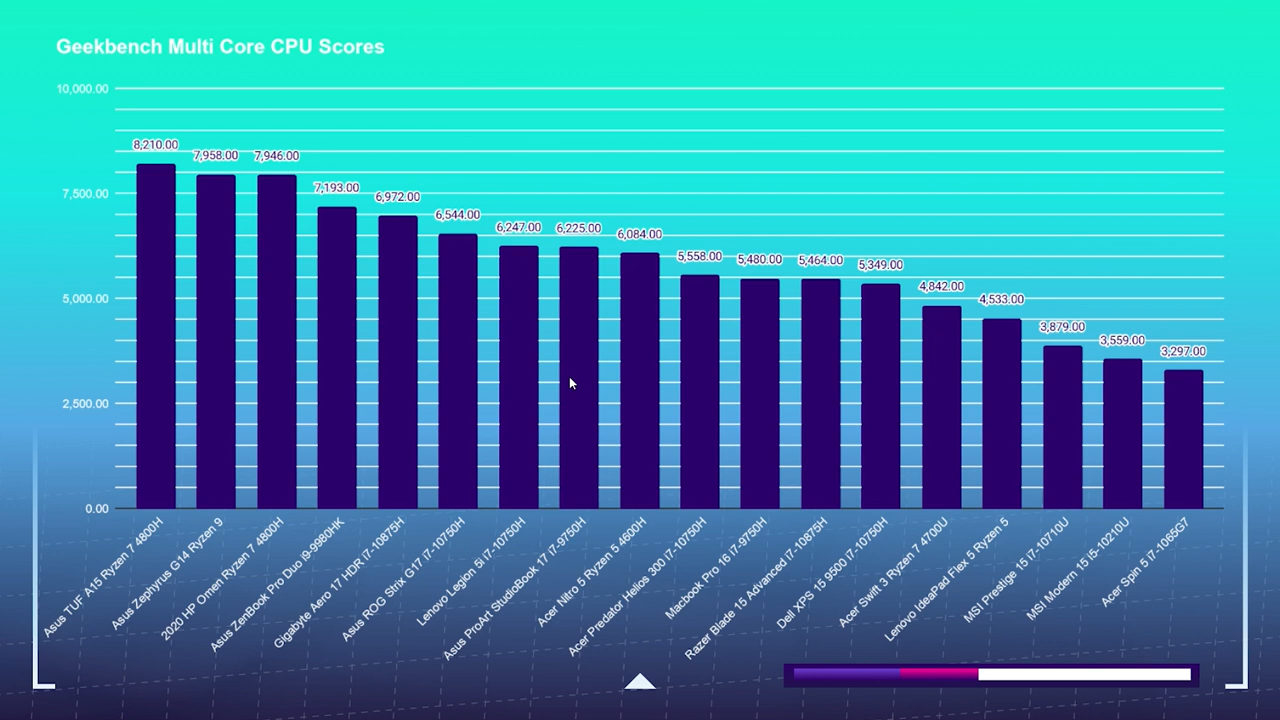 Geekbench Multi Core CPU Scores
10,000.00
7,500.00
5,000.00
2,500.00
0.00
8,210.00
7,958.00
7,946.00
7,193.00
6,972.00
6,544.00
6,247.00
6,225.00
6,084.00
5,558.00
5,480.00
5,464.00
5,349.00
4,842.00
4,533.00
3,879.00
3,559.00
3,297.00
Asus TUF A15 Ryzen 7 4800H
Asus Zephyrus G14 Ryzen 9
2020 HP Omen Ryzen 7 4800H
Asus ZenBook Pro Duo i9-9980HK
Gigabyte Aero 17 HDR i7-10875H
Asus ROG Strix G17 i7-10750H
Lenovo Legion 5i i7-10750H
Asus ProArt StudioBook 17 i7-9750H
Acer Nitro 5 Ryzen 5 4600H
Acer Predator Helios 300 i7-10750H
Macbook Pro 16 i7-9750H
Razer Blade 15 Advanced i7-10875H
Dell XPS 15 9500 i7-10750H
Acer Swift 3 Ryzen 7 4700U
Lenovo IdeaPad Flex 5 Ryzen 5
MSI Prestige 15 i7-10710U
MSI Modern 15 i5-10210U
Acer Spin 5 i7-1065G7